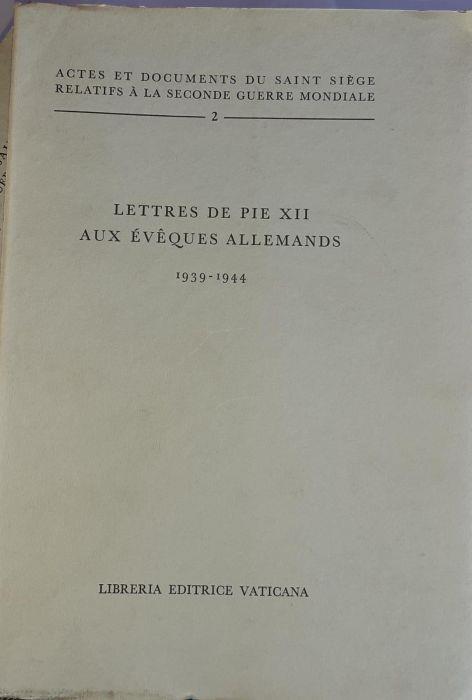 ACTES ET DOCUMENTS DU SAINT SIÈGE
RELATIFS À LA SECONDE GUERRE MONDIALE
2
LETTRES DE PIE XII
AUX ÉVÊQUES ALLEMANDS
1939-1944
LIBRERIA EDITRICE VATICANA